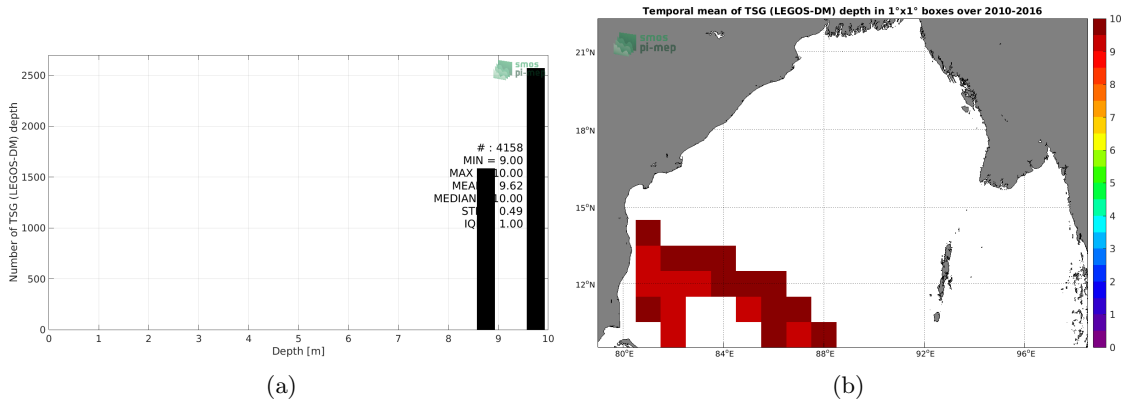 Temporal mean of TSG (LEGOS-DM) depth in 1°x1° boxes over 2010-2016
smos
pi-mep
Number of TSG (LEGOS-DM) depth
2500
2000
1500
1000
500
0
# : 4158
MIN = 9.00
MAX 10.00
MEA 9.62
MEDIAN 10.00
ST 0.49
IQ 1.00
0 1 2 3 4 5 6 7 8 9 10
Depth [m]
(a)
smos
pi-mep
21°N
18°N
15°N
12°N
80°E 84°E 88°E 92°E 96°E
10
9
8
7
6
5
4
3
2
1
0
(b)